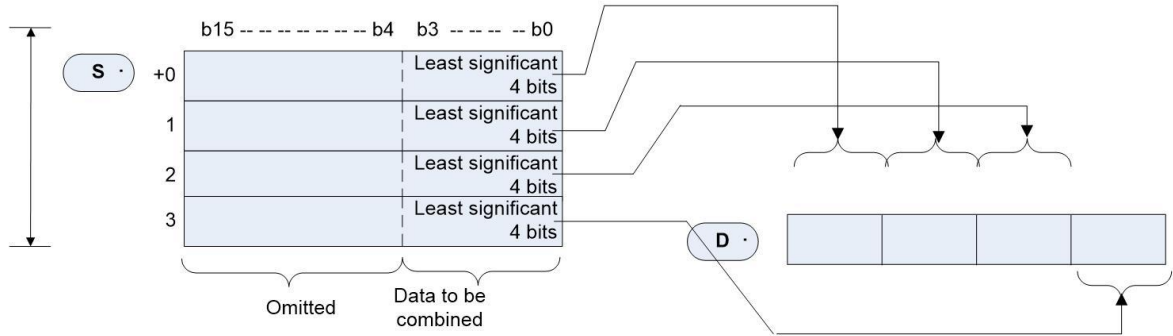 b15 -- -- -- -- -- -- -- b4 b3 -- -- -- -- b0
S · +0 Least significant
4 bits
1 Least significant
4 bits
2 Least significant
4 bits
3 Least significant
4 bits
D ·
Omitted
Data to be
combined